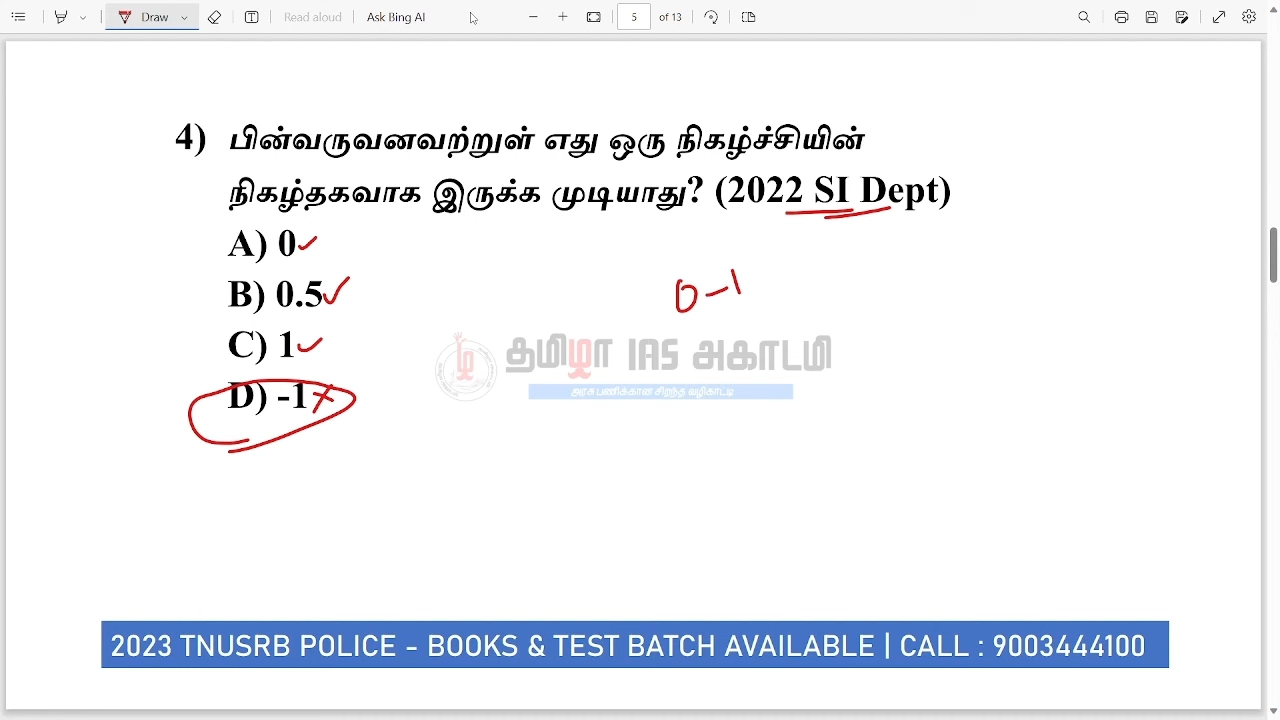 Draw
Read aloud
Ask Bing AI
5
of 13
4) பின்வருவனவற்றுள் எது ஒரு நிகழ்ச்சியின்
நிகழ்தகவாக இருக்க முடியாது? (2022 SI Dept)
A) 0
B) 0.5
0-1
C) 1
D) -1
தமிழா IAS அகாடமி
அரசு பணிக்கான சிறந்த வழிகாட்டி
2023 TNUSRB POLICE - BOOKS & TEST BATCH AVAILABLE | CALL : 9003444100